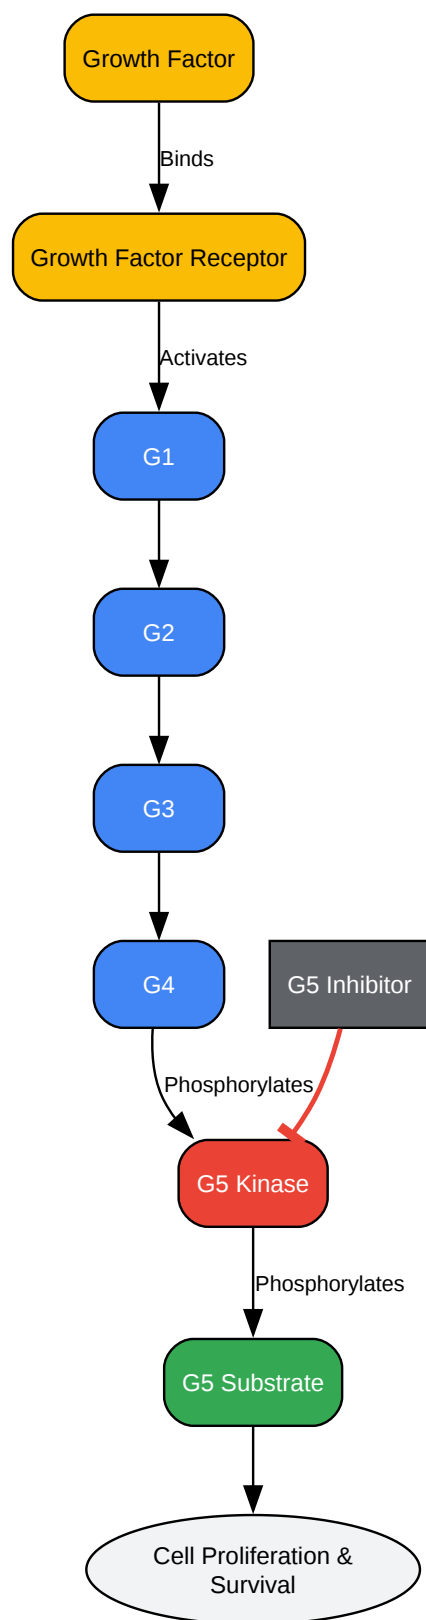 Growth Factor
Binds
Growth Factor Receptor
Activates
G1
G2
G3
G4
G5 Inhibitor
Phosphorylates
G5 Kinase
Phosphorylates
G5 Substrate
Cell Proliferation &
Survival